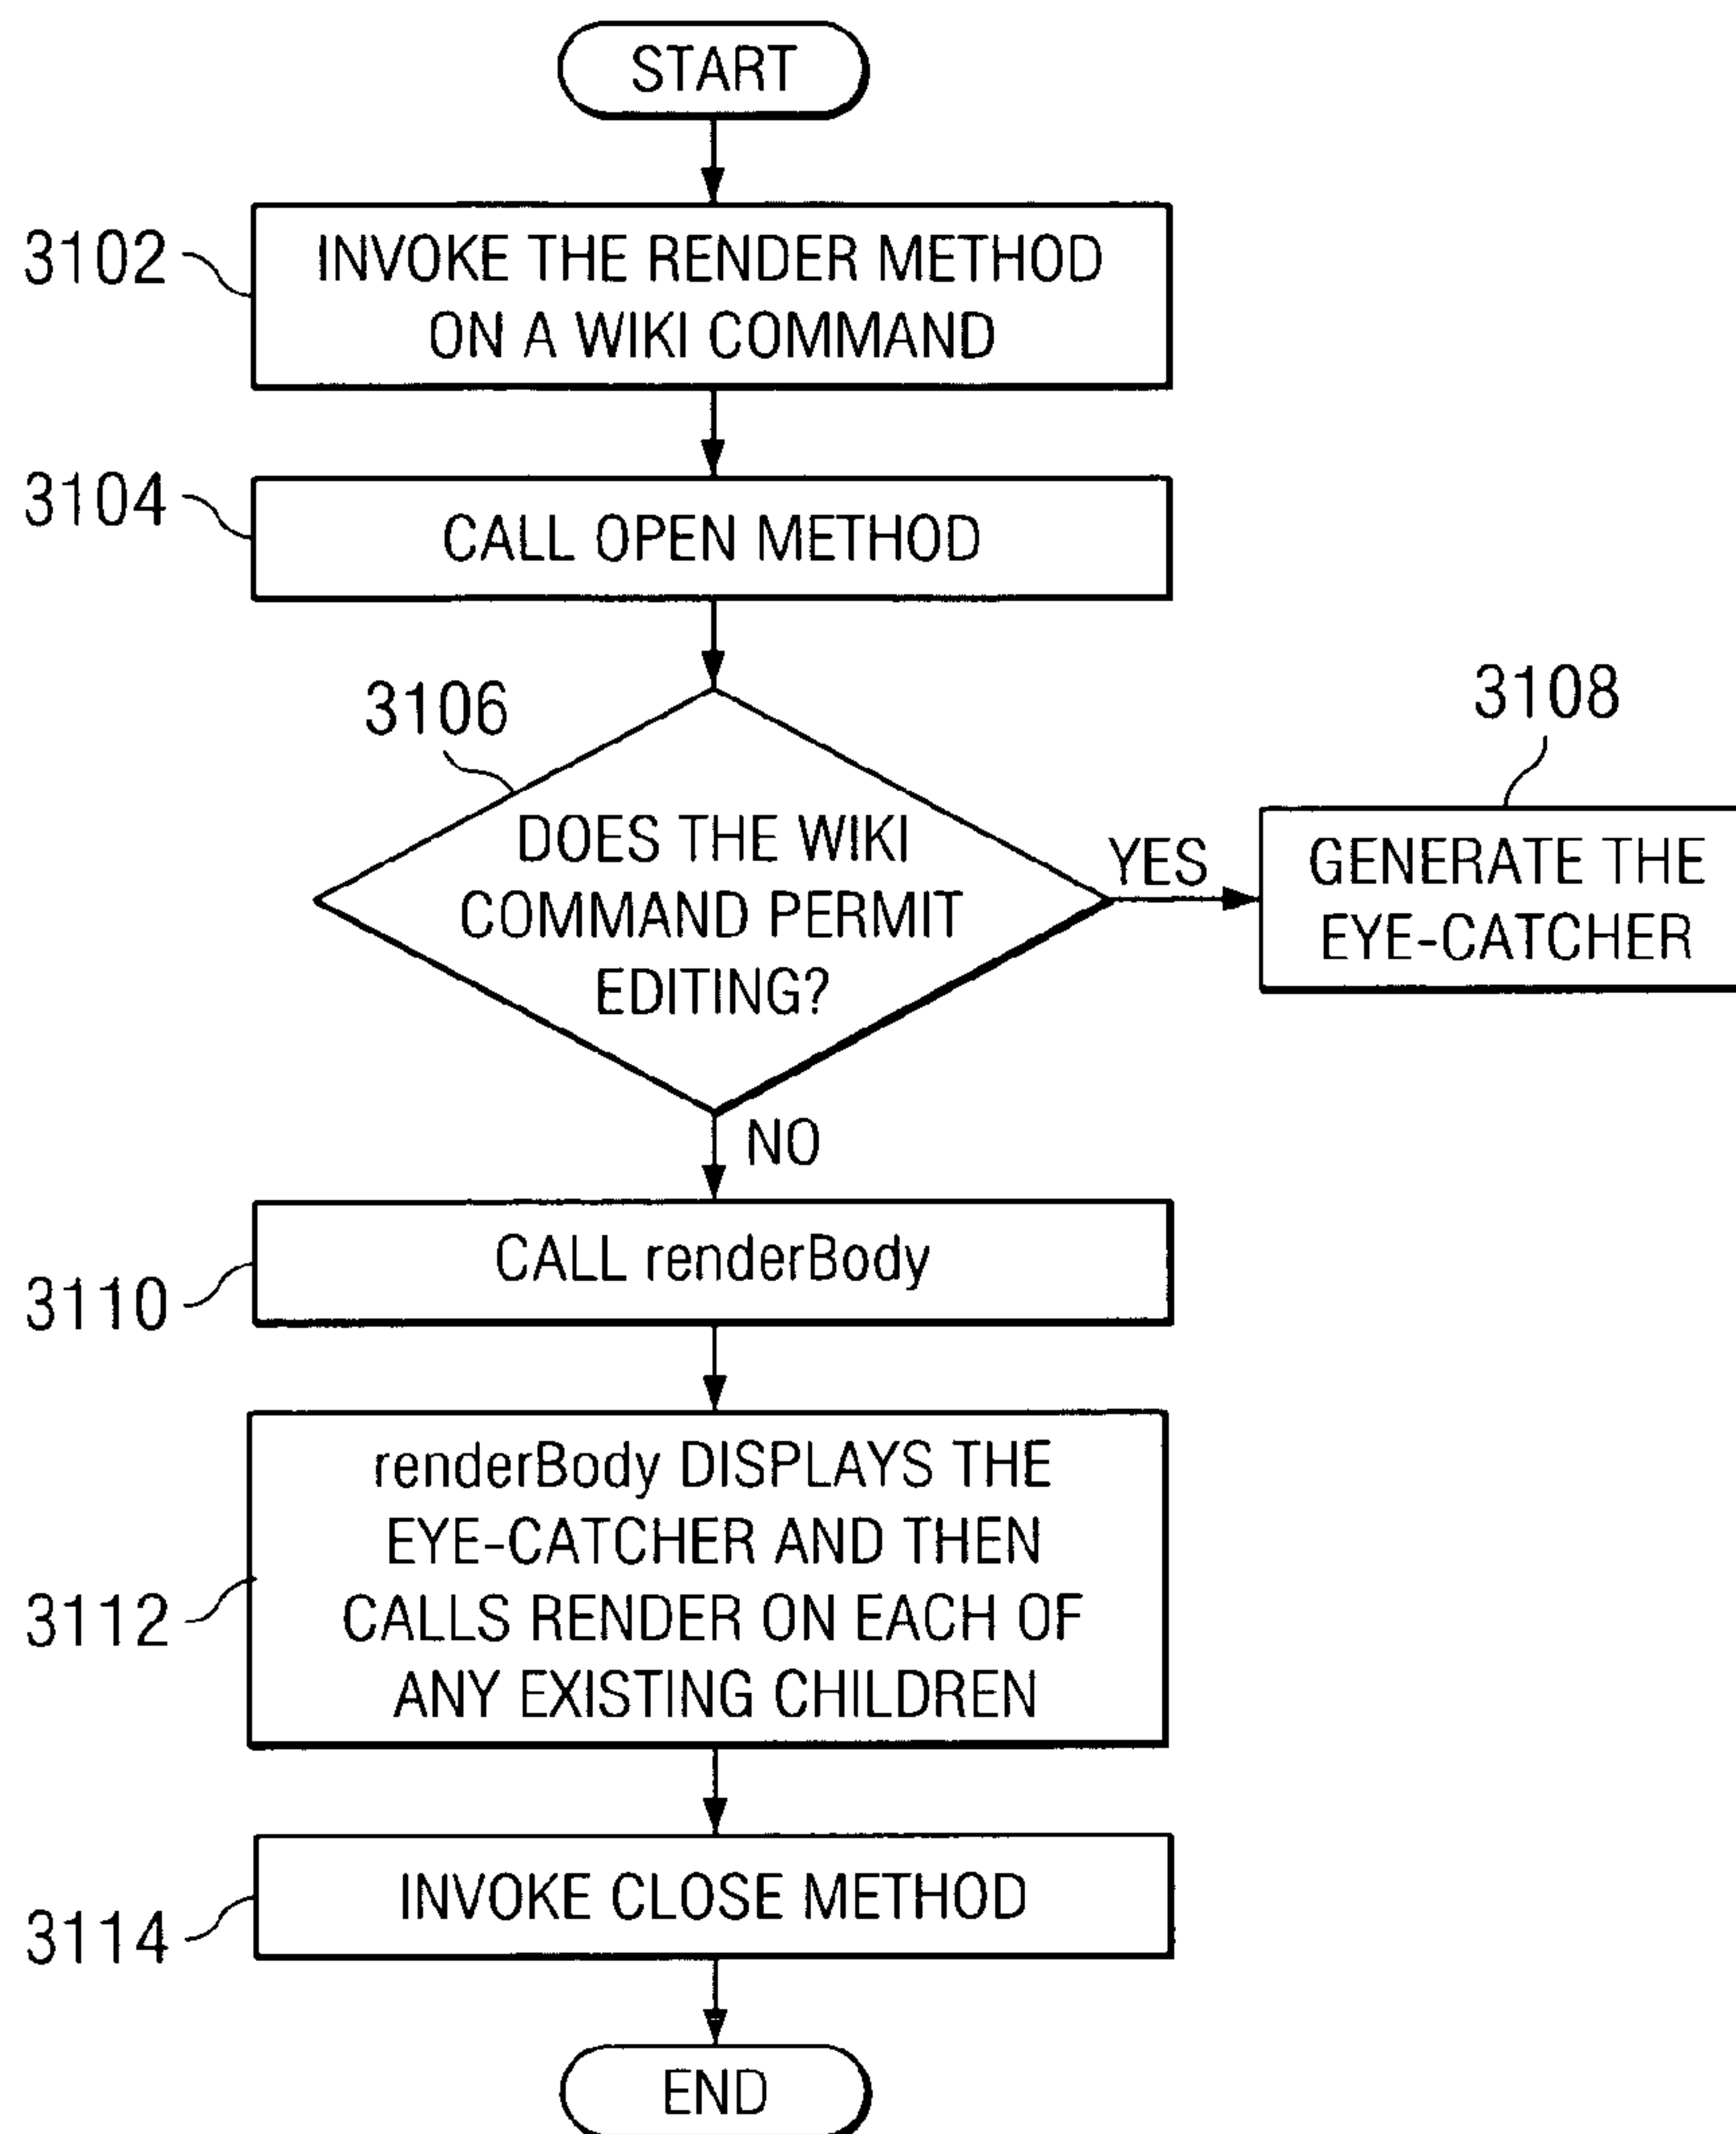 START
3102
INVOKE THE RENDER METHOD
ON A WIKI COMMAND
3104
CALL OPEN METHOD
3106
DOES THE WIKI
COMMAND PERMIT
EDITING?
YES
3108
GENERATE THE
EYE-CATCHER
NO
CALL renderBody
3110
renderBody DISPLAYS THE
EYE-CATCHER AND THEN
CALLS RENDER ON EACH OF
ANY EXISTING CHILDREN
3112
INVOKE CLOSE METHOD
3114
END